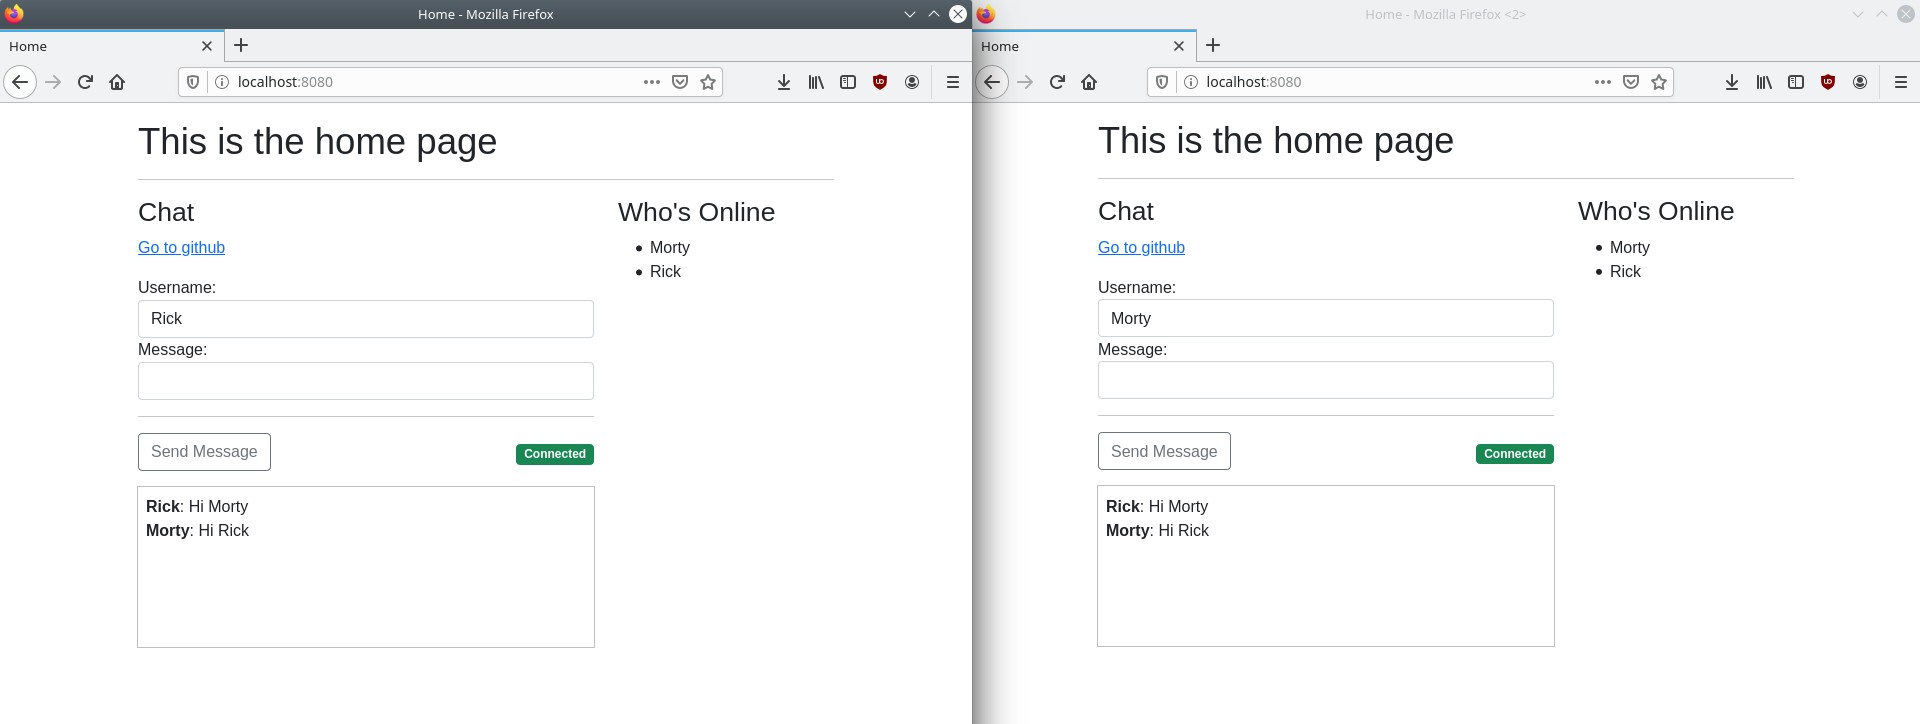 Home - Mozilla Firefox
Home
localhost:8080
This is the home page
Chat
Go to github
Username:
Rick
Message:
Send Message
Connected
Rick: Hi Morty
Morty: Hi Rick
Who's Online
Morty
Rick
Home - Mozilla Firefox <2>
Home
localhost:8080
This is the home page
Chat
Go to github
Username:
Morty
Message:
Send Message
Connected
Rick: Hi Morty
Morty: Hi Rick
Who's Online
Morty
Rick